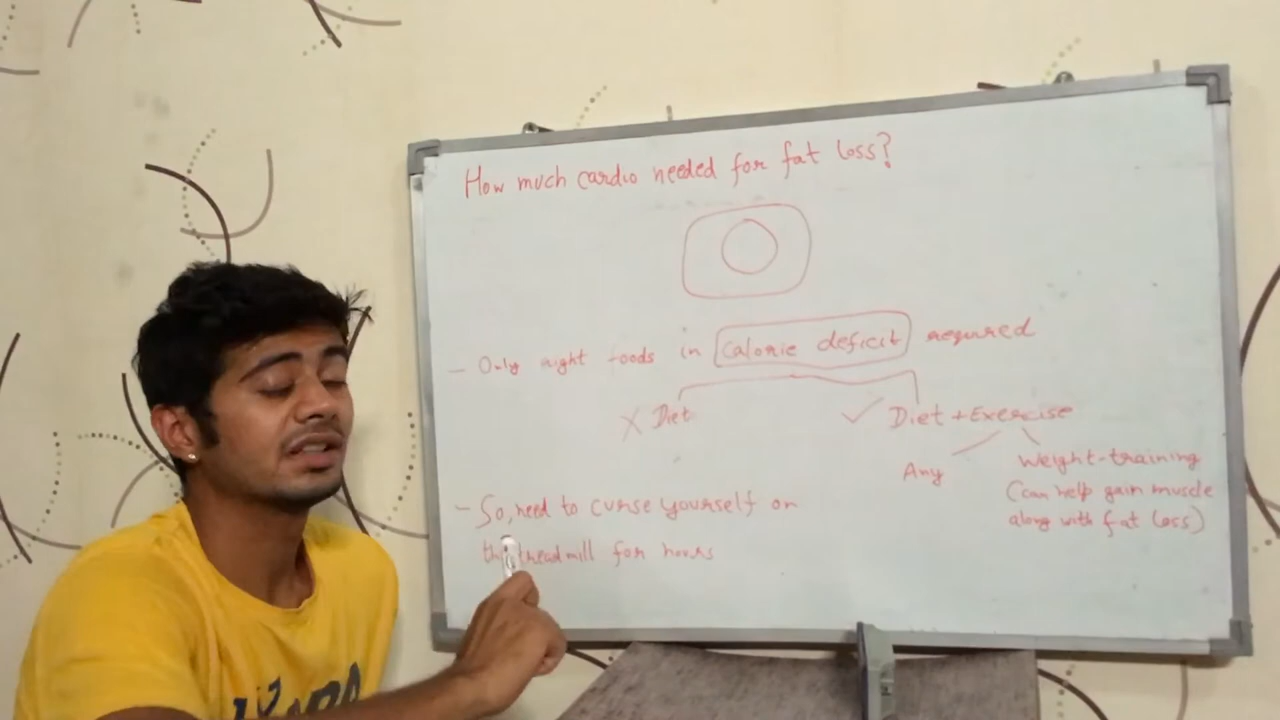 How much cardio needed for fat loss?
- Only right foods in calorie deficit required
X Diet
✓ Diet + Exercise
Any
Weight-training
(can help gain muscle
along with fat loss)
- So, need to curse yourself on
the treadmill for hours